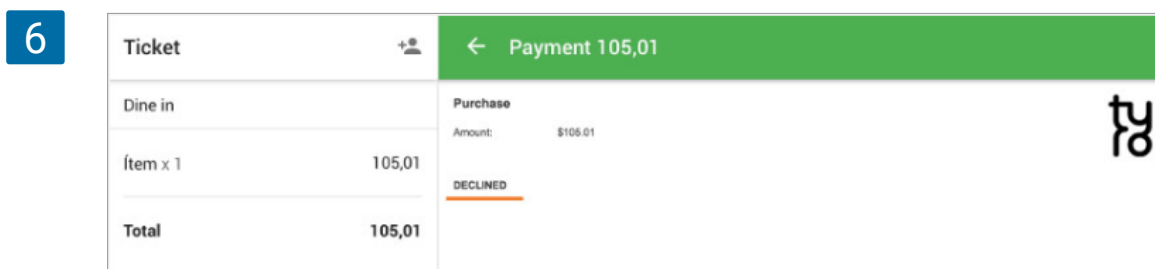 6
Ticket
Payment 105,01
Dine in
Ítem x 1 105,01
Total 105,01
Purchase
Amount: $105.01
DECLINED
tyro